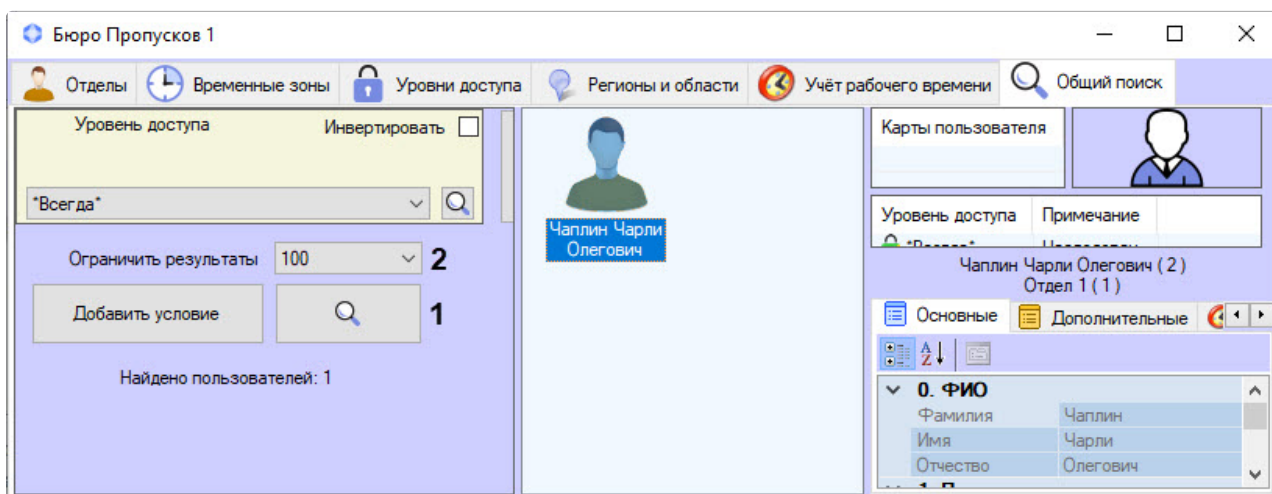 Бюро Пропусков 1
Отделы
Временные зоны
Уровни доступа
Регионы и области
Учёт рабочего времени
Общий поиск
Уровень доступа
Инвертировать
*Всегда*
Ограничить результаты
100
2
Добавить условие
1
Найдено пользователей: 1
Чаплин Чарли
Олегович
Карты пользователя
Уровень доступа
Примечание
*Всегда*
Чаплин Чарли Олегович ( 2 )
Отдел 1 ( 1 )
Основные
Дополнительные
0. ФИО
Фамилия
Чаплин
Имя
Чарли
Отчество
Олегович